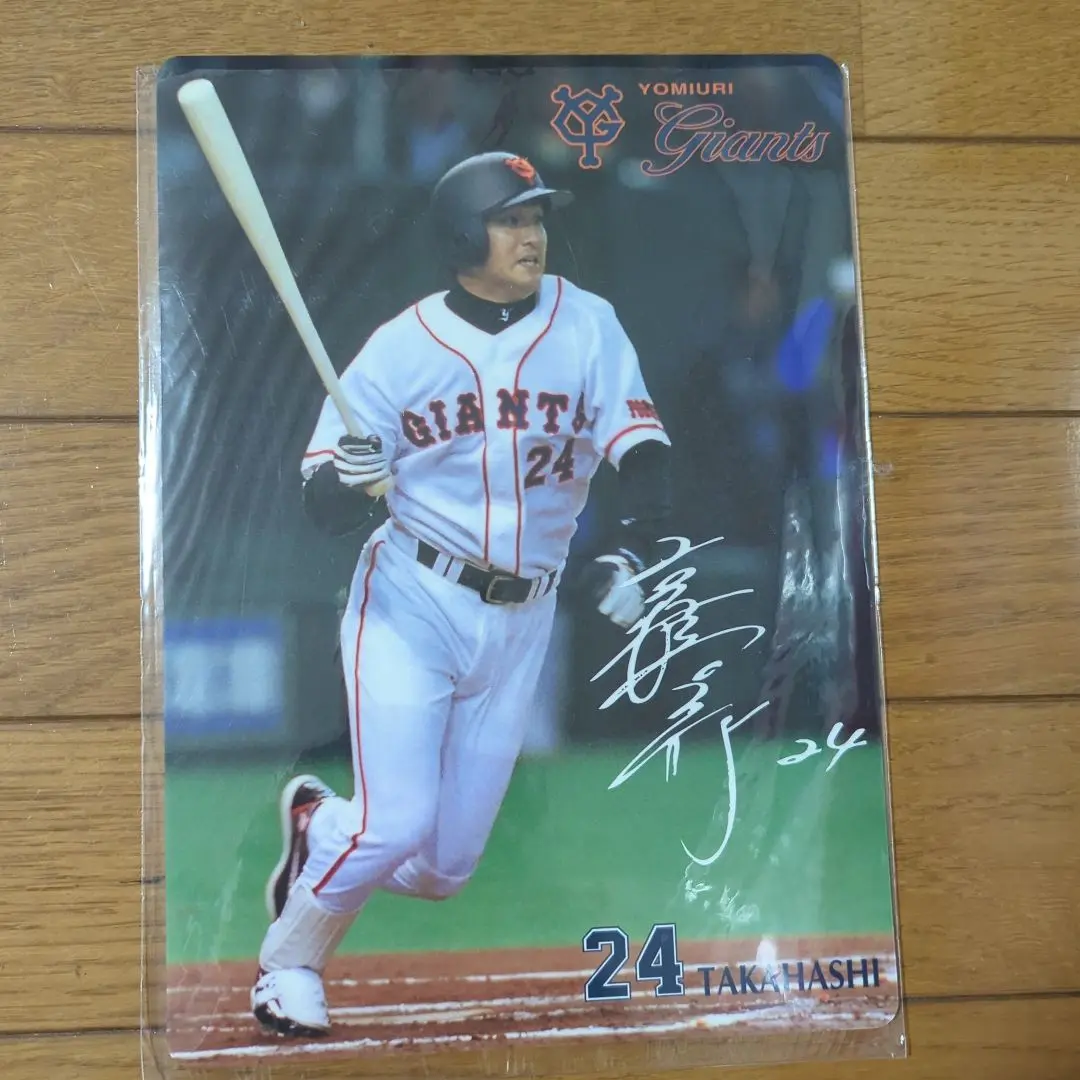 YOMIURI
Giants
GIANTS
24
24
24 TAKAHASHI